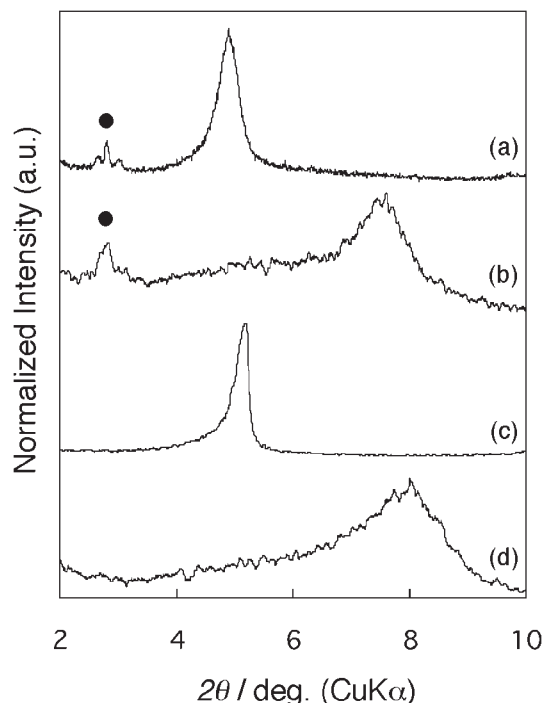 Normalized Intensity (a.u.)
(a)
(b)
(c)
(d)
2 4 6 8 10
2θ / deg. (CuKα)